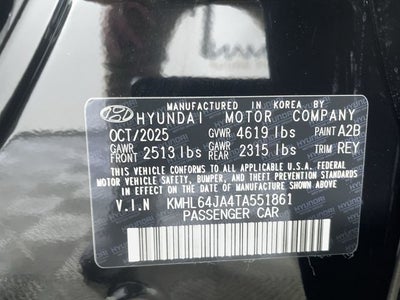 MANUFACTURED IN KOREA BY
HYUNDAI MOTOR COMPANY
OCT/2025 GVWR 4619 lbs PAINT A2B
GAWR FRONT 2513 lbs GAWR REAR 2315 lbs TRIM REY
THIS VEHICLE CONFORMS TO ALL APPLICABLE U.S.A. FEDERAL
MOTOR VEHICLE SAFETY, BUMPER, AND THEFT PREVENTION STANDARDS
IN EFFECT ON THE DATE OF MANUFACTURE SHOWN ABOVE.
V.I.N KMHL64JA4TA551861
PASSENGER CAR